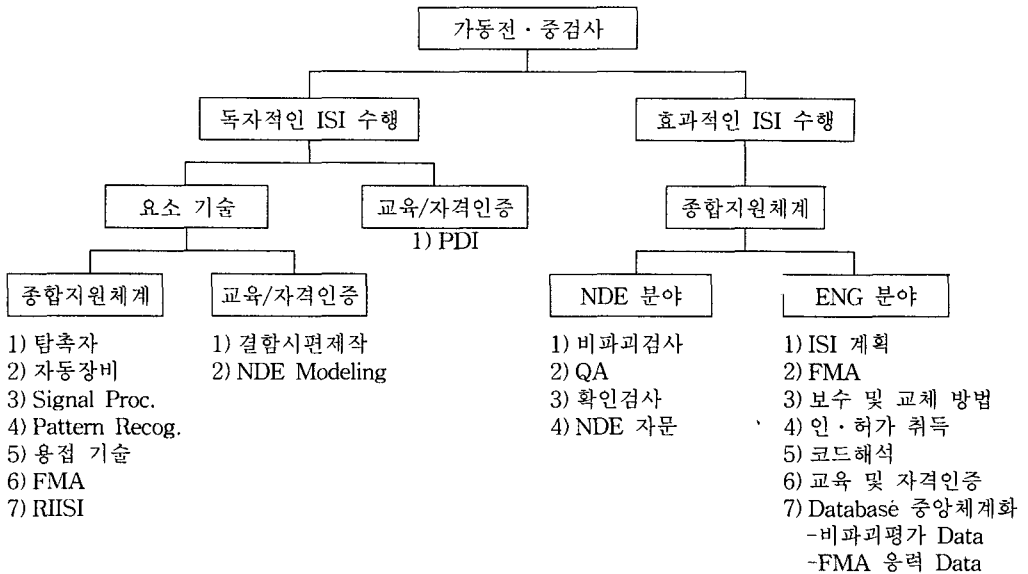 가동전·중검사
독자적인 ISI 수행
효과적인 ISI 수행
요소 기술
교육/자격인증
1) PDI
종합지원체계
종합지원체계
1) 탐촉자
2) 자동장비
3) Signal Proc.
4) Pattern Recog.
5) 용접 기술
6) FMA
7) RIISI
교육/자격인증
1) 결함시편제작
2) NDE Modeling
NDE 분야
1) 비파괴검사
2) QA
3) 확인검사
4) NDE 자문
ENG 분야
1) ISI 계획
2) FMA
3) 보수 및 교체 방법
4) 인·허가 취득
5) 코드해석
6) 교육 및 자격인증
7) Database 중앙체계화
-비파괴평가 Data
-FMA 응력 Data